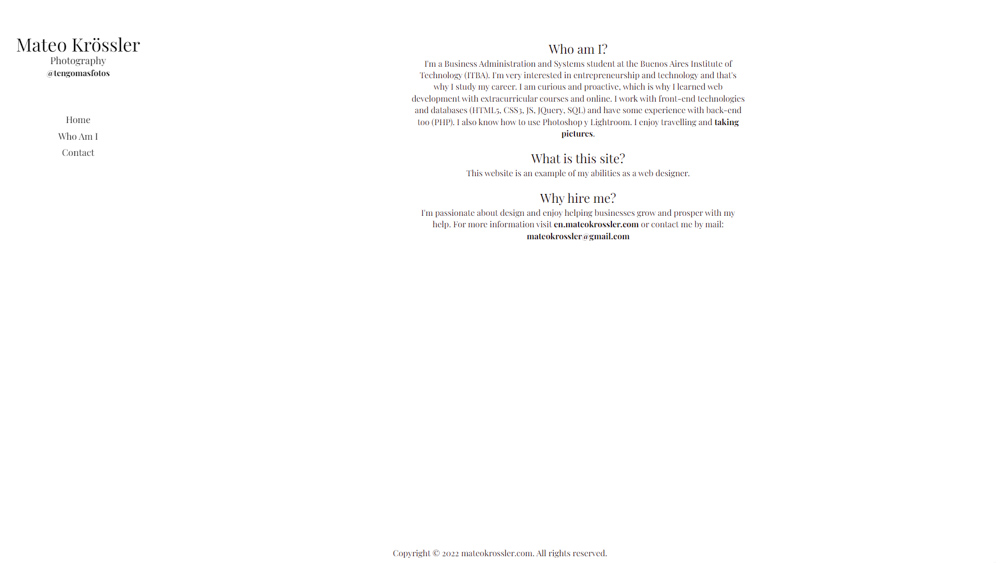 Mateo Krössler
Photography
@tengomasfotos
Home
Who Am I
Contact
Who am I?
I'm a Business Administration and Systems student at the Buenos Aires Institute of
Technology (ITBA). I'm very interested in entrepreneurship and technology and that's
why I study my career. I am curious and proactive, which is why I learned web
development with extracurricular courses and online. I work with front-end technologies
and databases (HTML5, CSS3, JS, JQuery, SQL) and have some experience with back-end
too (PHP). I also know how to use Photoshop y Lightroom. I enjoy travelling and taking
pictures.
What is this site?
This website is an example of my abilities as a web designer.
Why hire me?
I'm passionate about design and enjoy helping businesses grow and prosper with my
help. For more information visit en.mateokrossler.com or contact me by mail:
mateokrossler@gmail.com
Copyright © 2022 mateokrossler.com. All rights reserved.